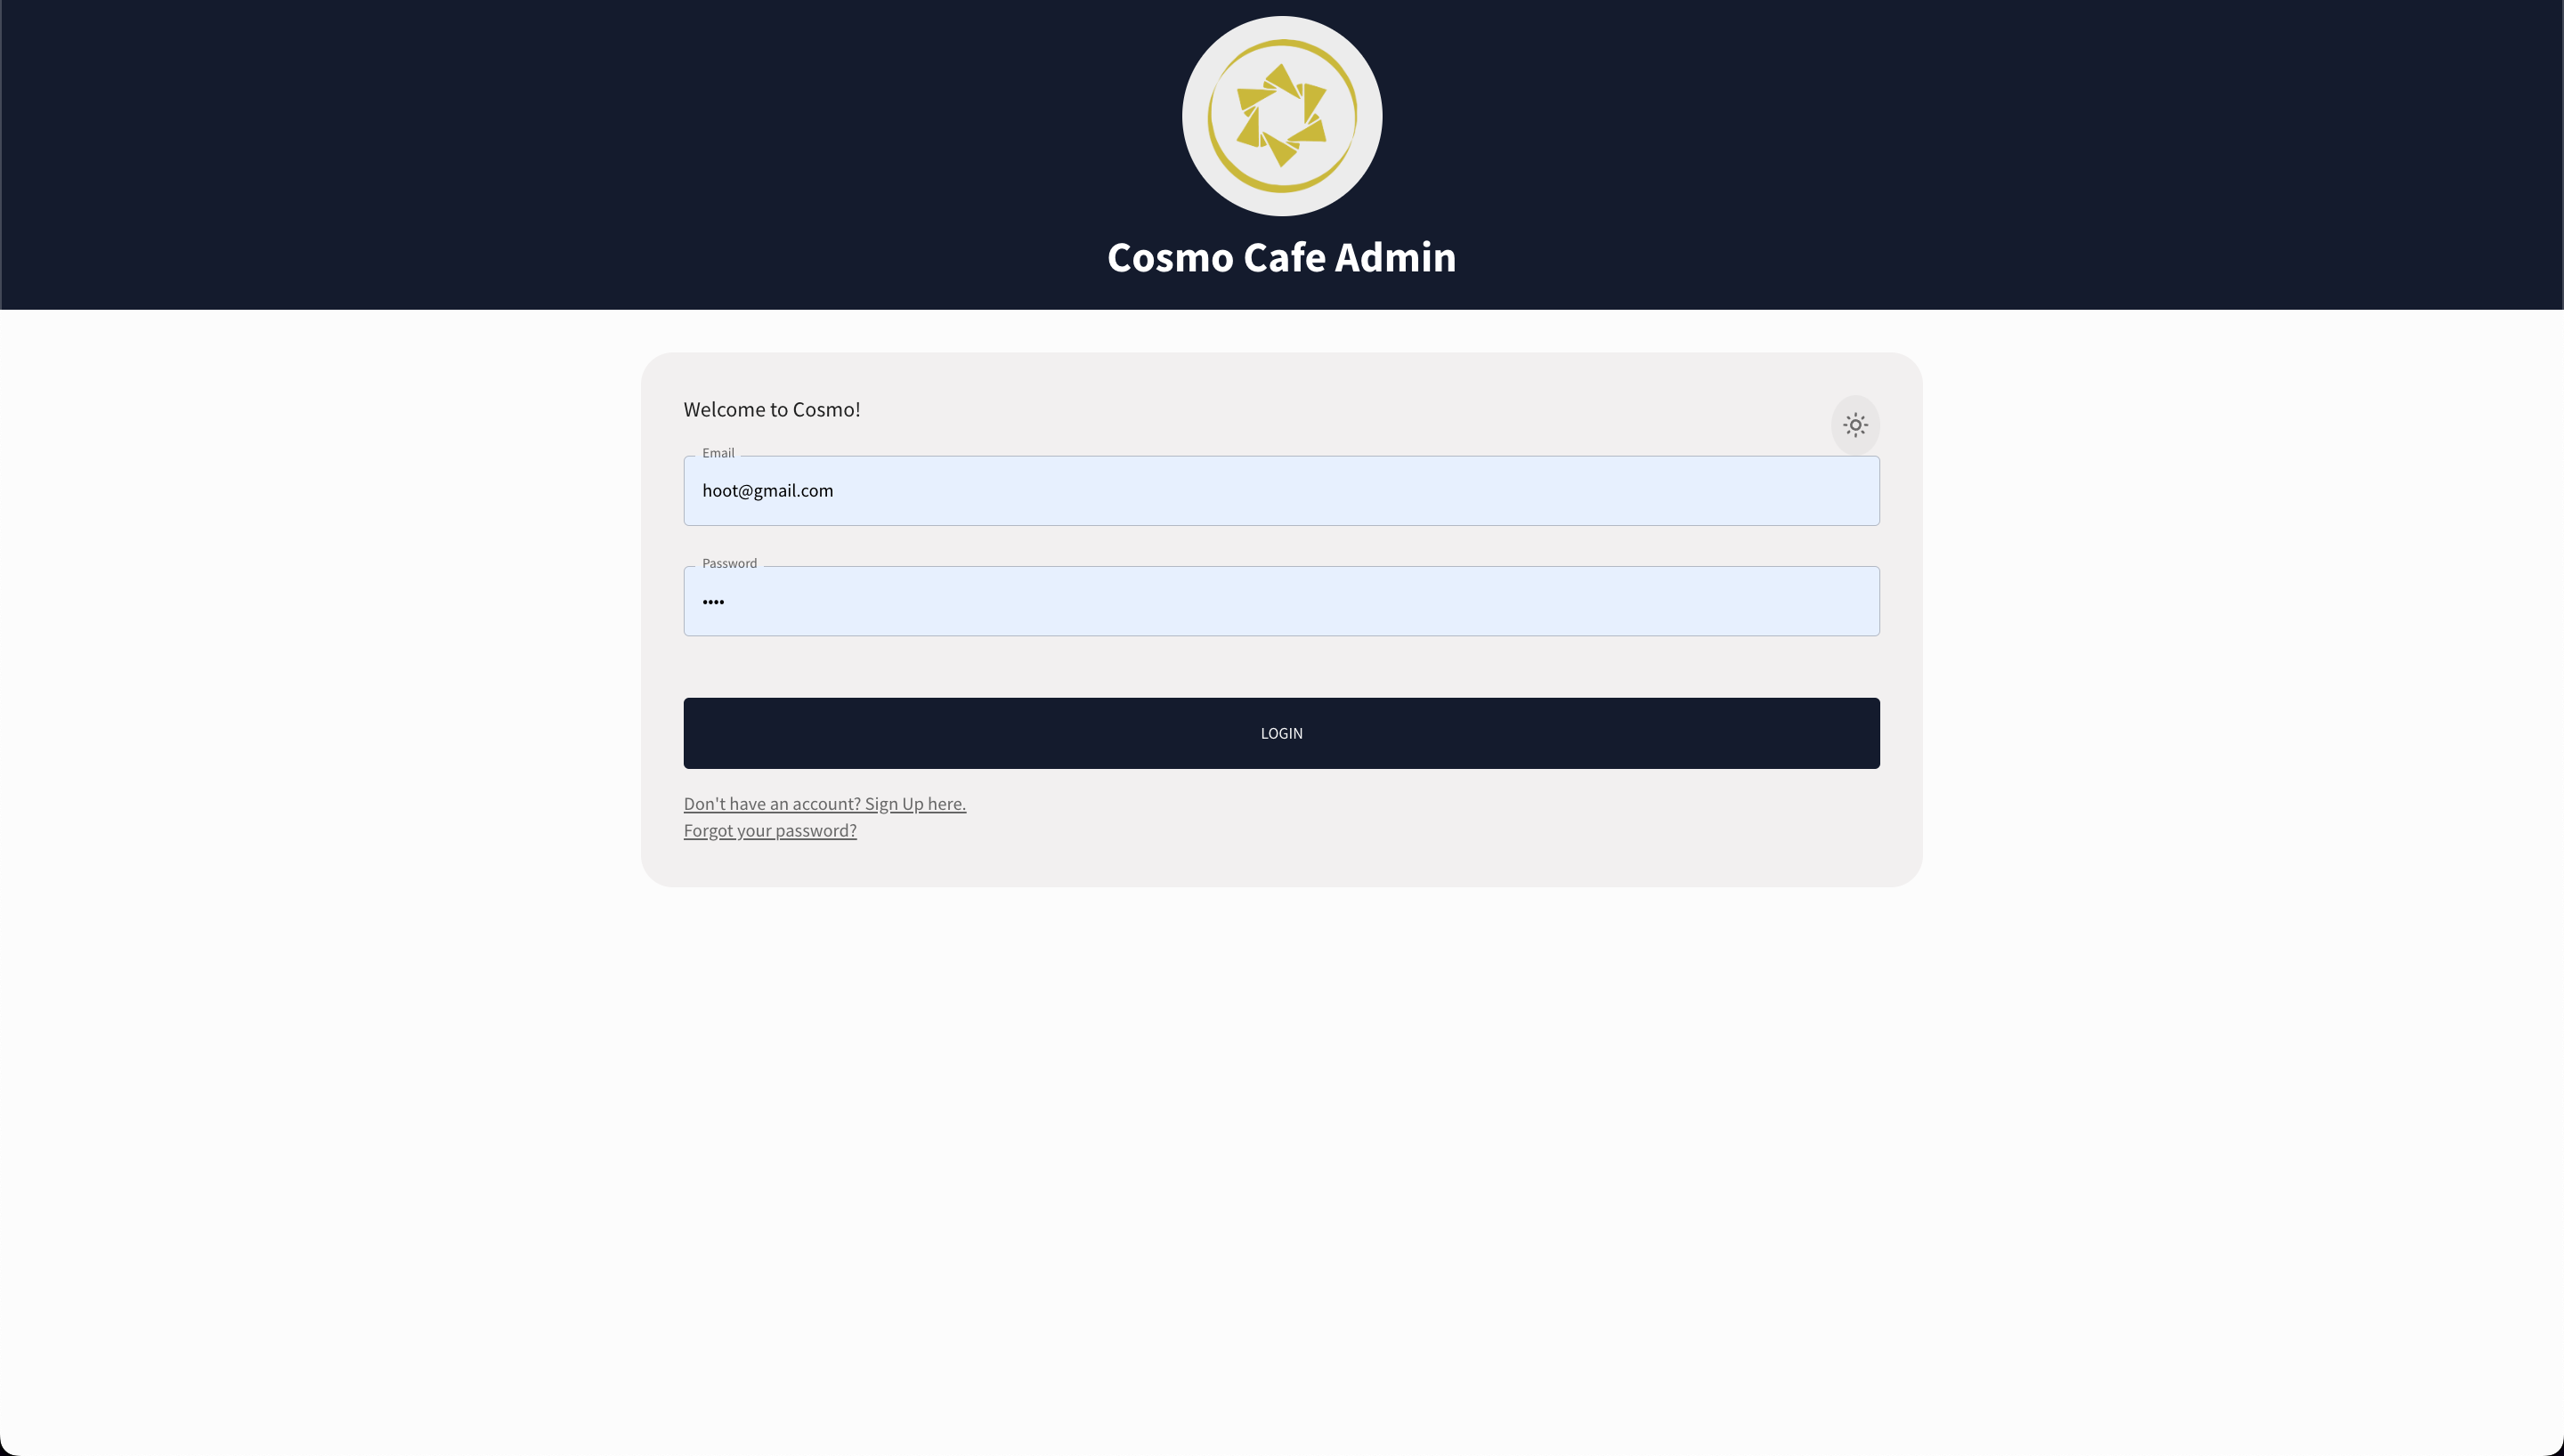 Cosmo Cafe Admin
Welcome to Cosmo!
Email
hoot@gmail.com
Password
••••
LOGIN
Don't have an account? Sign Up here.
Forgot your password?